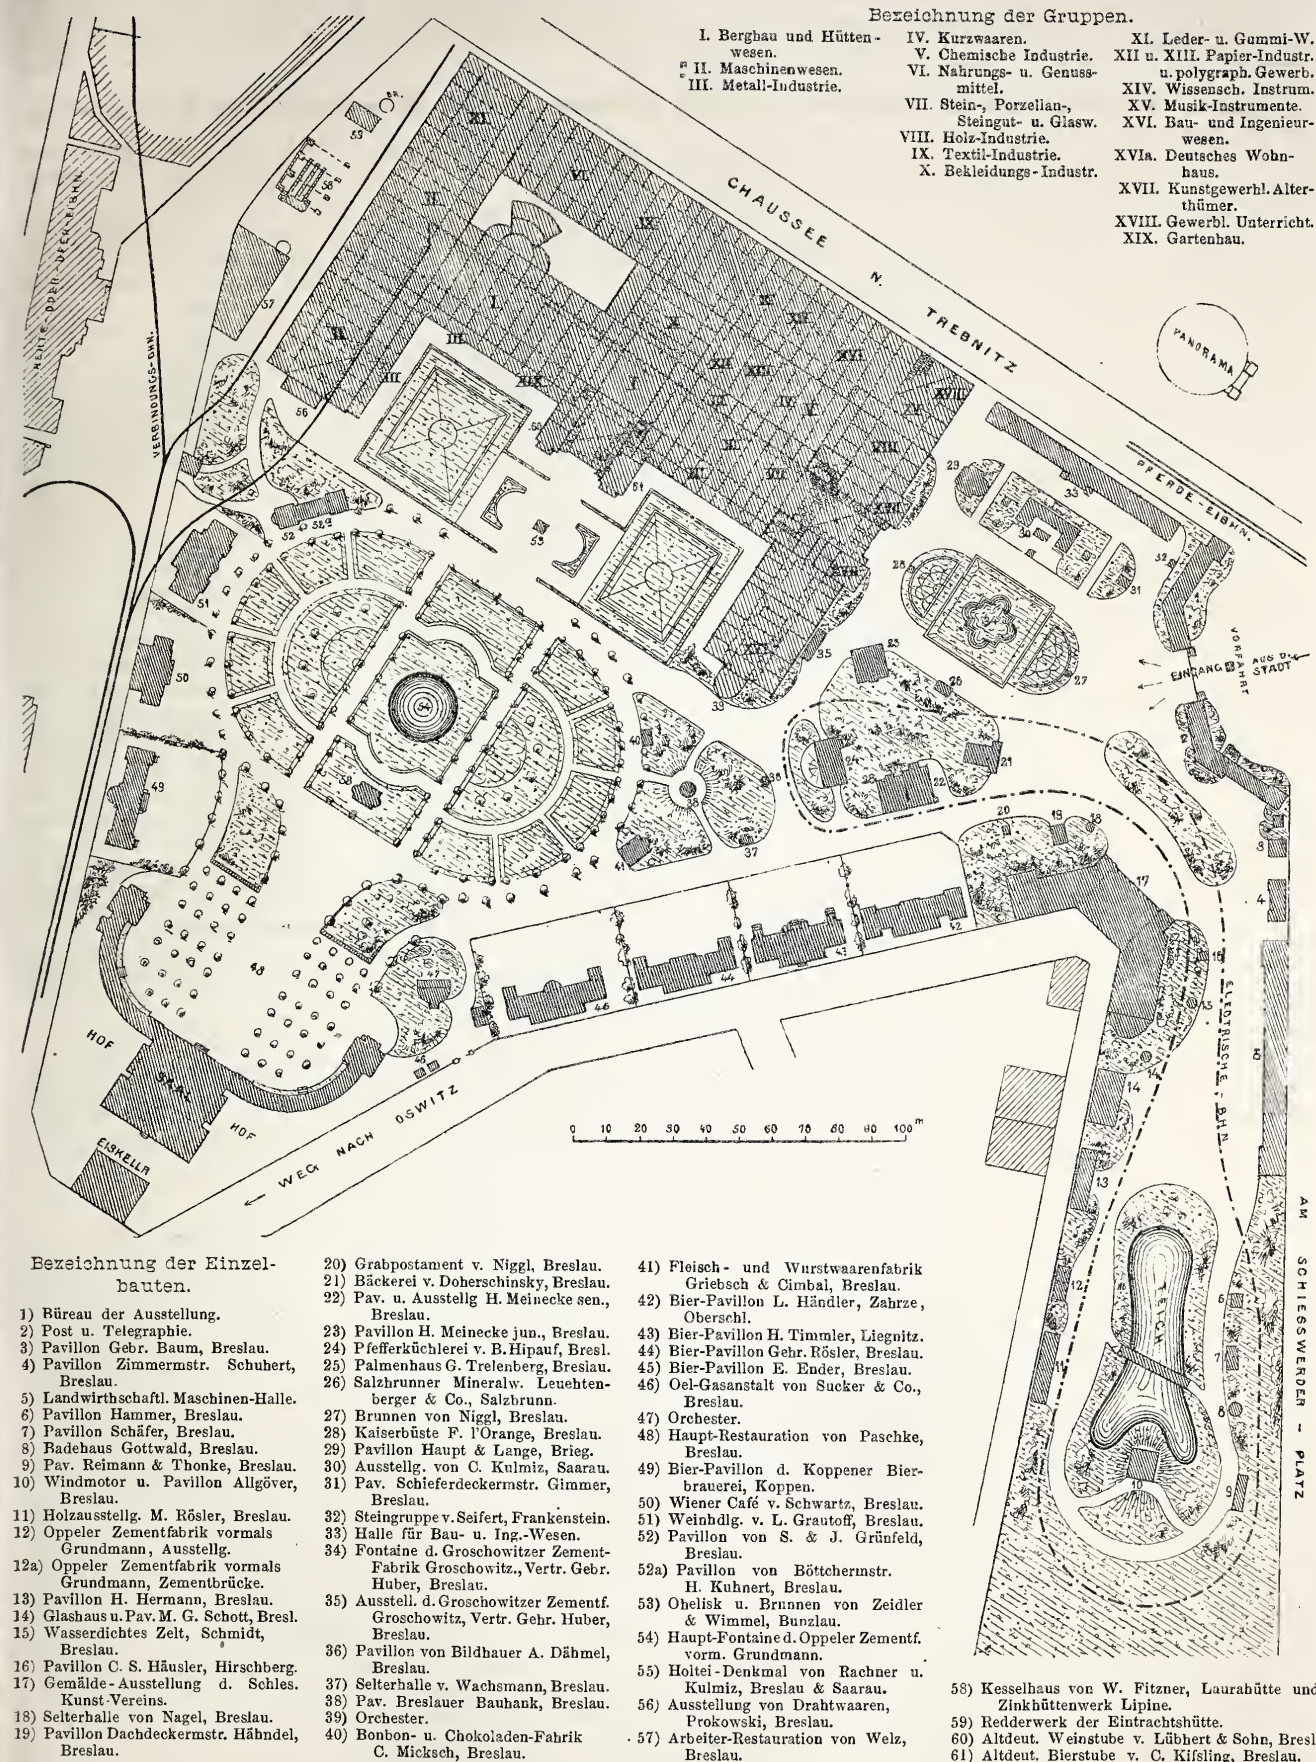 Bezeichnung der Gruppen.
I. Bergbau und Hütten-
wesen.
II. Maschinenwesen.
III. Metall-Industrie.
IV. Kurzwaaren.
V. Chemische Industrie.
VI. Nahrungs- u. Genuss-
mittel.
VII. Stein-, Porzellan-,
Steingut- u. Glasw.
VIII. Holz-Industrie.
IX. Textil-Industrie.
X. Bekleidungs-Industr.
XI. Leder- u. Gummi-W.
XII u. XIII. Papier-Industr.
u. polygraph. Gewerb.
XIV. Wissensch. Instrum.
XV. Musik-Instrumente.
XVI. Bau- und Ingenieur-
wesen.
XVIa. Deutsches Wohn-
haus.
XVII. Kunstgewerbl. Alter-
thümer.
XVIII. Gewerbl. Unterricht.
XIX. Gartenbau.
CHAUSSEE N. TREBNITZ
PANORAMA
PFERDE-EISBHN.
VERBINDUNGS-BHN.
VORFAHRT
EINGANG AUS D.
STADT
ELECTRISCHE-BHN
HOF
SAAL
HOF
EISKELLR
WEG NACH OSWITZ
0 10 20 30 40 50 60 70 80 90 100 m
TEICH
AM SCHIESSWERDER - PLATZ
Bezeichnung der Einzel-
bauten.
1) Büreau der Ausstellung.
2) Post u. Telegraphie.
3) Pavillon Gebr. Baum, Breslau.
4) Pavillon Zimmermstr. Schubert,
Breslau.
5) Landwirthschaftl. Maschinen-Halle.
6) Pavillon Hammer, Breslau.
7) Pavillon Schäfer, Breslau.
8) Badehaus Gottwald, Breslau.
9) Pav. Reimann & Thonke, Breslau.
10) Windmotor u. Pavillon Allgöver,
Breslau.
11) Holzausstellg. M. Rösler, Breslau.
12) Oppeler Zementfabrik vormals
Grundmann, Ausstellg.
12a) Oppeler Zementfabrik vormals
Grundmann, Zementbrücke.
13) Pavillon H. Hermann, Breslau.
14) Glashaus u. Pav. M. G. Schott, Bresl.
15) Wasserdichtes Zelt, Schmidt,
Breslau.
16) Pavillon C. S. Häusler, Hirschberg.
17) Gemälde-Ausstellung d. Schles.
Kunst-Vereins.
18) Selterhalle von Nagel, Breslau.
19) Pavillon Dachdeckermstr. Hähndel,
Breslau.
20) Grabpostament v. Niggl, Breslau.
21) Bäckerei v. Doherschinsky, Breslau.
22) Pav. u. Ausstellg H. Meinecke sen.,
Breslau.
23) Pavillon H. Meinecke jun., Breslau.
24) Pfefferküchlerei v. B. Hipauf, Bresl.
25) Palmenhaus G. Trelenberg, Breslau.
26) Salzbrunner Mineralw. Leuchten-
berger & Co., Salzbrunn.
27) Brunnen von Niggl, Breslau.
28) Kaiserbüste F. l'Orange, Breslau.
29) Pavillon Haupt & Lange, Brieg.
30) Ausstellg. von C. Kulmiz, Saarau.
31) Pav. Schieferdeckermstr. Gimmer,
Breslau.
32) Steingruppe v. Seifert, Frankenstein.
33) Halle für Bau- u. Ing.-Wesen.
34) Fontaine d. Groschowitzer Zement-
Fabrik Groschowitz., Vertr. Gebr.
Huber, Breslau.
35) Ausstell. d. Groschowitzer Zementf.
Groschowitz, Vertr. Gebr. Huber,
Breslau.
36) Pavillon von Bildhauer A. Dähmel,
Breslau.
37) Selterhalle v. Wachsmann, Breslau.
38) Pav. Breslauer Baubank, Breslau.
39) Orchester.
40) Bonbon- u. Chokoladen-Fabrik
C. Micksch, Breslau.
41) Fleisch- und Wurstwaarenfabrik
Griebsch & Cimbal, Breslau.
42) Bier-Pavillon L. Händler, Zabrze,
Oberschl.
43) Bier-Pavillon H. Timmler, Liegnitz.
44) Bier-Pavillon Gebr. Rösler, Breslau.
45) Bier-Pavillon E. Ender, Breslau.
46) Oel-Gasanstalt von Sucker & Co.,
Breslau.
47) Orchester.
48) Haupt-Restauration von Paschke,
Breslau.
49) Bier-Pavillon d. Koppener Bier-
brauerei, Koppen.
50) Wiener Café v. Schwartz, Breslau.
51) Weinhdlg. v. L. Grautoff, Breslau.
52) Pavillon von S. & J. Grünfeld,
Breslau.
52a) Pavillon von Böttchermstr.
H. Kuhnert, Breslau.
53) Obelisk u. Brunnen von Zeidler
& Wimmel, Bunzlau.
54) Haupt-Fontaine d. Oppeler Zementf.
vorm. Grundmann.
55) Holtei-Denkmal von Rachner u.
Kulmiz, Breslau & Saarau.
56) Ausstellung von Drahtwaaren,
Prokowski, Breslau.
57) Arbeiter-Restauration von Welz,
Breslau.
58) Kesselhaus von W. Fitzner, Laurahütte und
Zinkhüttenwerk Lipine.
59) Redderwerk der Eintrachtshütte.
60) Altdeut. Weinstube v. Lübbert & Sohn, Bresl.
61) Altdeut. Bierstube v. C. Kifsling, Breslau.